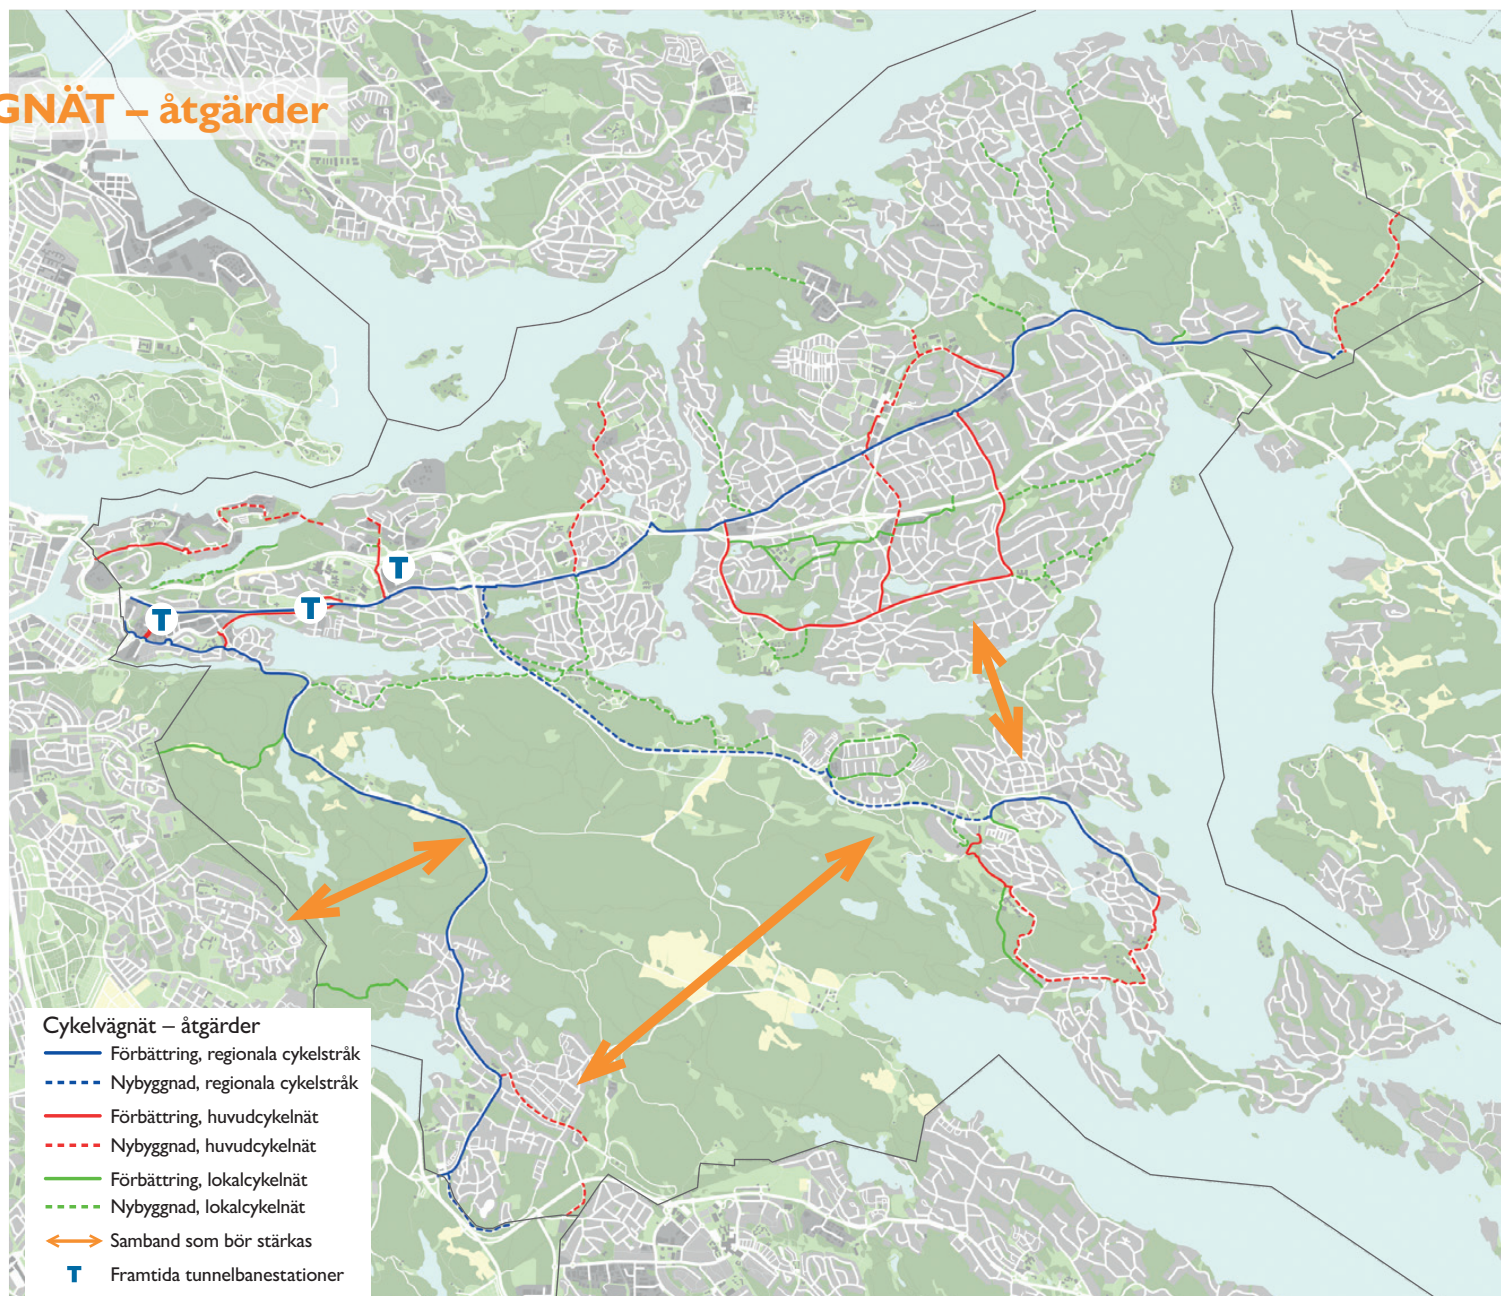 GNÄT – åtgärder
T
T
T
Cykelvägnät – åtgärder
Förbättring, regionala cykelstråk
Nybyggnad, regionala cykelstråk
Förbättring, huvudcykelnät
Nybyggnad, huvudcykelnät
Förbättring, lokalcykelnät
Nybyggnad, lokalcykelnät
Samband som bör stärkas
T Framtida tunnelbanestationer